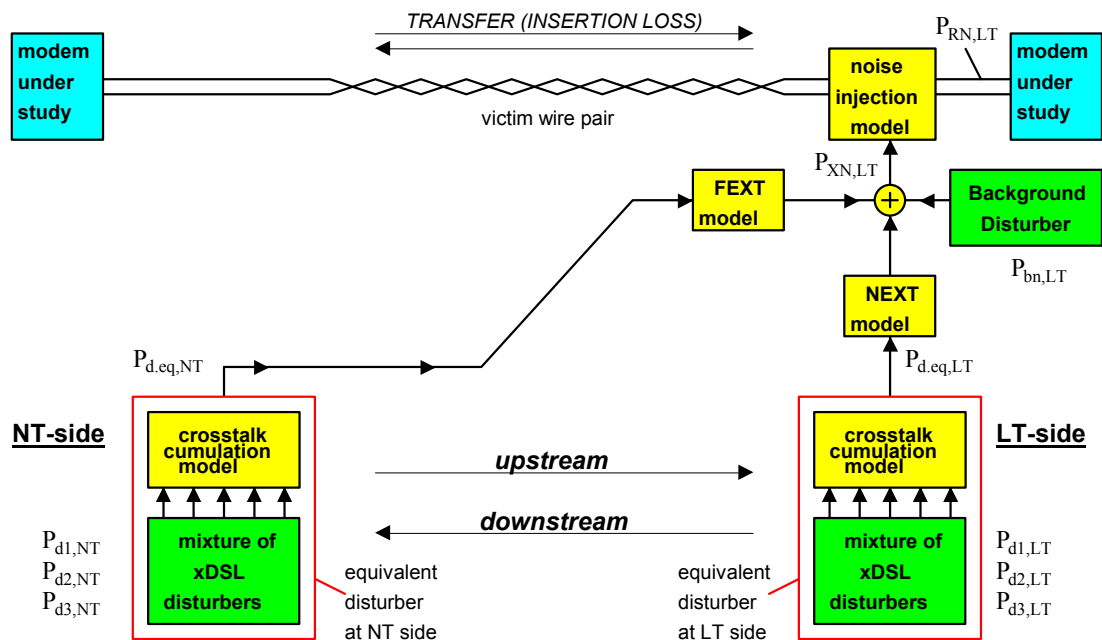 TRANSFER (INSERTION LOSS)
modem
under
study
victim wire pair
noise
injection
model
P_RN,LT
modem
under
study
P_XN,LT
FEXT
model
+
Background
Disturber
P_bn,LT
NEXT
model
P_d.eq,NT
P_d.eq,LT
NT-side
crosstalk
cumulation
model
upstream
crosstalk
cumulation
model
LT-side
downstream
P_d1,NT
P_d2,NT
P_d3,NT
mixture of
xDSL
disturbers
equivalent
disturber
at NT side
equivalent
disturber
at LT side
mixture of
xDSL
disturbers
P_d1,LT
P_d2,LT
P_d3,LT